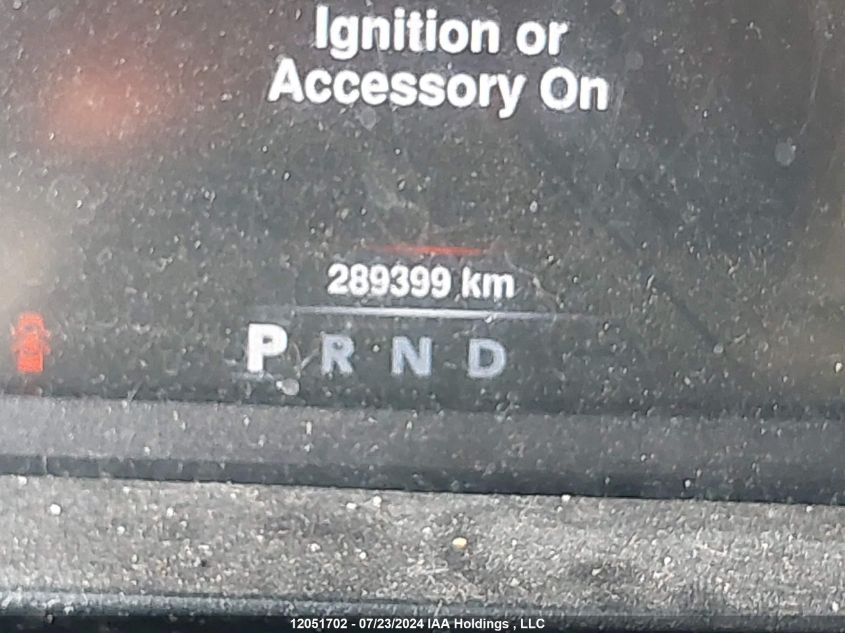 Ignition or
Accessory On
289399 km
P R N D
12051702 - 07/23/2024 IAA Holdings , LLC